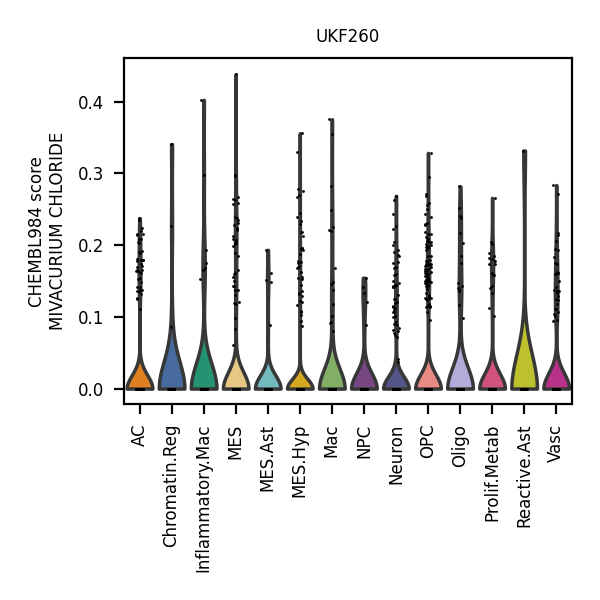 UKF260
CHEMBL984 score
MIVACURIUM CHLORIDE
0.4
0.3
0.2
0.1
0.0
AC
Chromatin.Reg
Inflammatory.Mac
MES
MES.Ast
MES.Hyp
Mac
NPC
Neuron
OPC
Oligo
Prolif.Metab
Reactive.Ast
Vasc